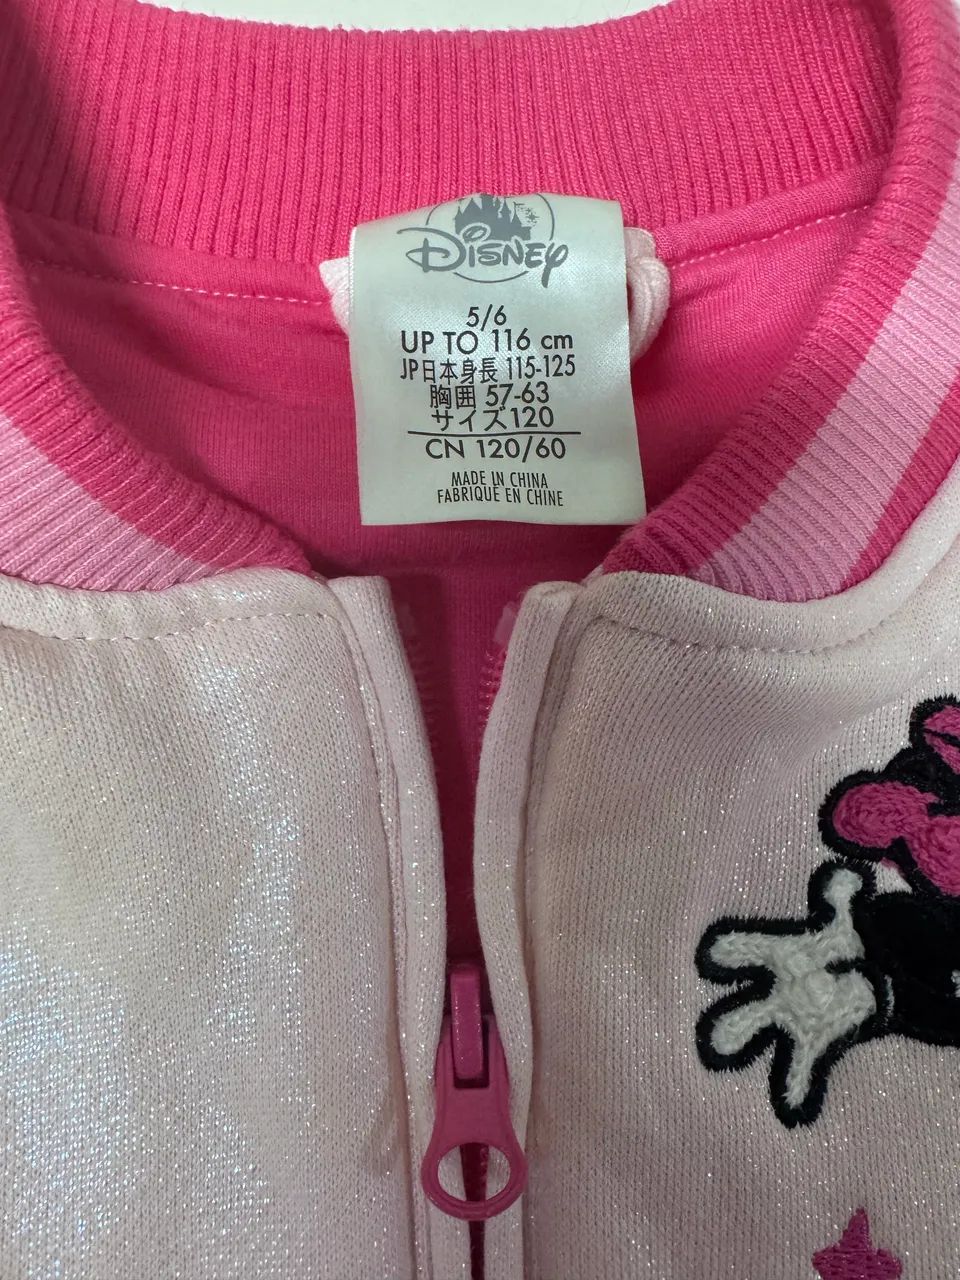 Disney
5/6
UP TO 116 cm
JP日本身長 115-125
胸囲 57-63
サイズ120
CN 120/60
MADE IN CHINA
FABRIQUE EN CHINE